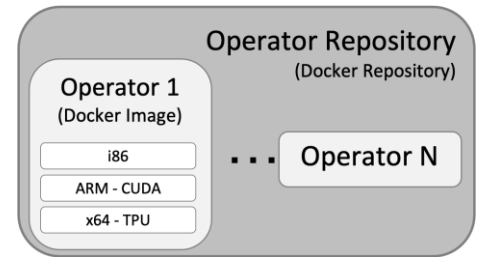 Operator Repository
(Docker Repository)
Operator 1
(Docker Image)
i86
ARM - CUDA
x64 - TPU
...
Operator N